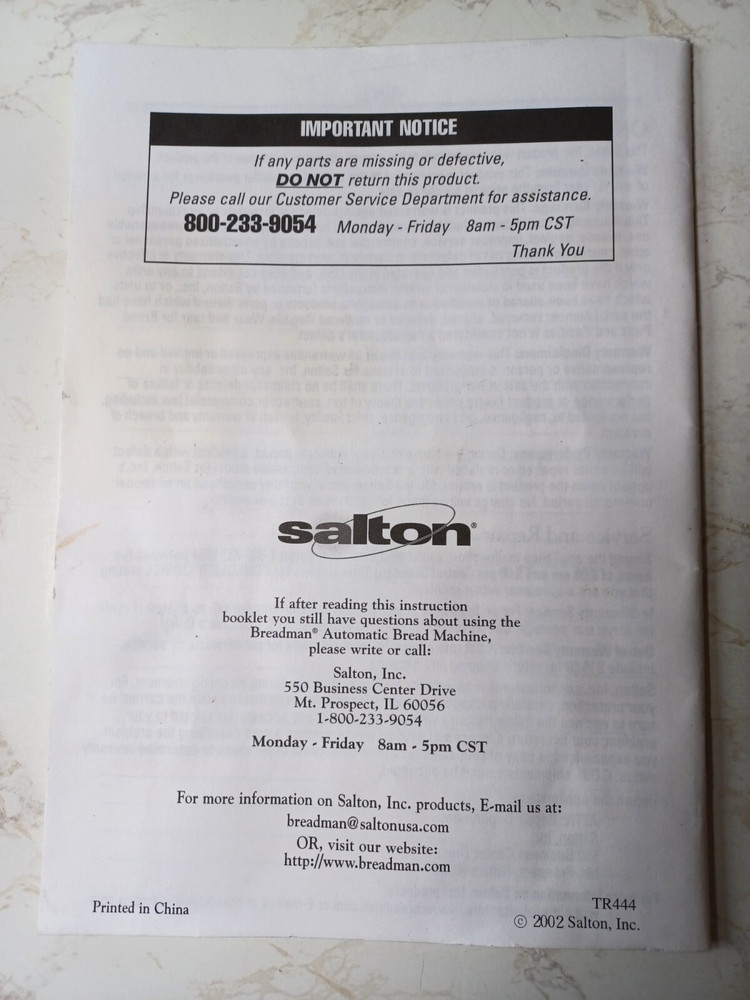 IMPORTANT NOTICE
If any parts are missing or defective,
DO NOT return this product.
Please call our Customer Service Department for assistance.
800-233-9054 Monday - Friday 8am - 5pm CST
Thank You
salton®
If after reading this instruction
booklet you still have questions about using the
Breadman® Automatic Bread Machine,
please write or call:
Salton, Inc.
550 Business Center Drive
Mt. Prospect, IL 60056
1-800-233-9054
Monday - Friday 8am - 5pm CST
For more information on Salton, Inc. products, E-mail us at:
breadman@saltonusa.com
OR, visit our website:
http://www.breadman.com
Printed in China
TR444
© 2002 Salton, Inc.